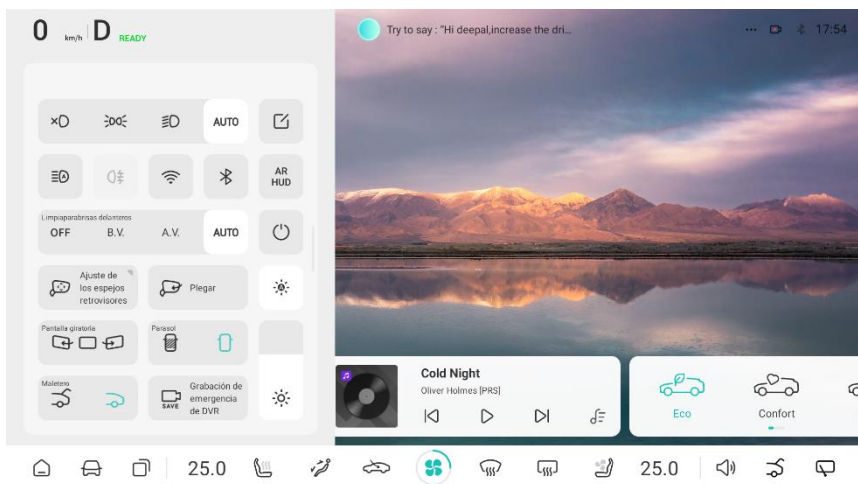 0 km/h D READY
Try to say : "Hi deepal,increase the dri...
17:54
AUTO
AR
HUD
Limpiaparabrisas delanteros
OFF B.V. A.V. AUTO
Ajuste de
los espejos
retrovisores
Plegar
Pantalla giratoria
Parasol
Maletero
SAVE
Grabación de
emergencia
de DVR
Cold Night
Oliver Holmes [PRS]
Eco
Confort
25.0
25.0